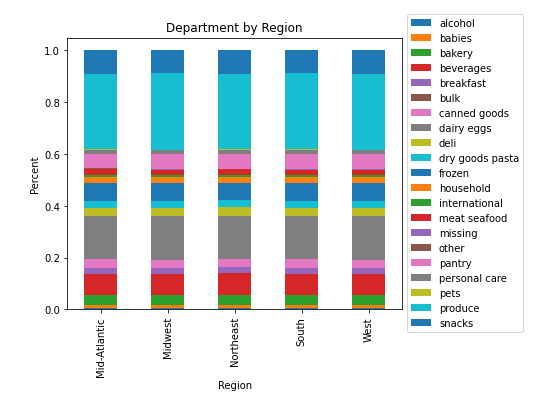 Department by Region
1.0
0.8
0.6
0.4
0.2
0.0
Percent
Mid-Atlantic
Midwest
Northeast
South
West
Region
alcohol
babies
bakery
beverages
breakfast
bulk
canned goods
dairy eggs
deli
dry goods pasta
frozen
household
international
meat seafood
missing
other
pantry
personal care
pets
produce
snacks